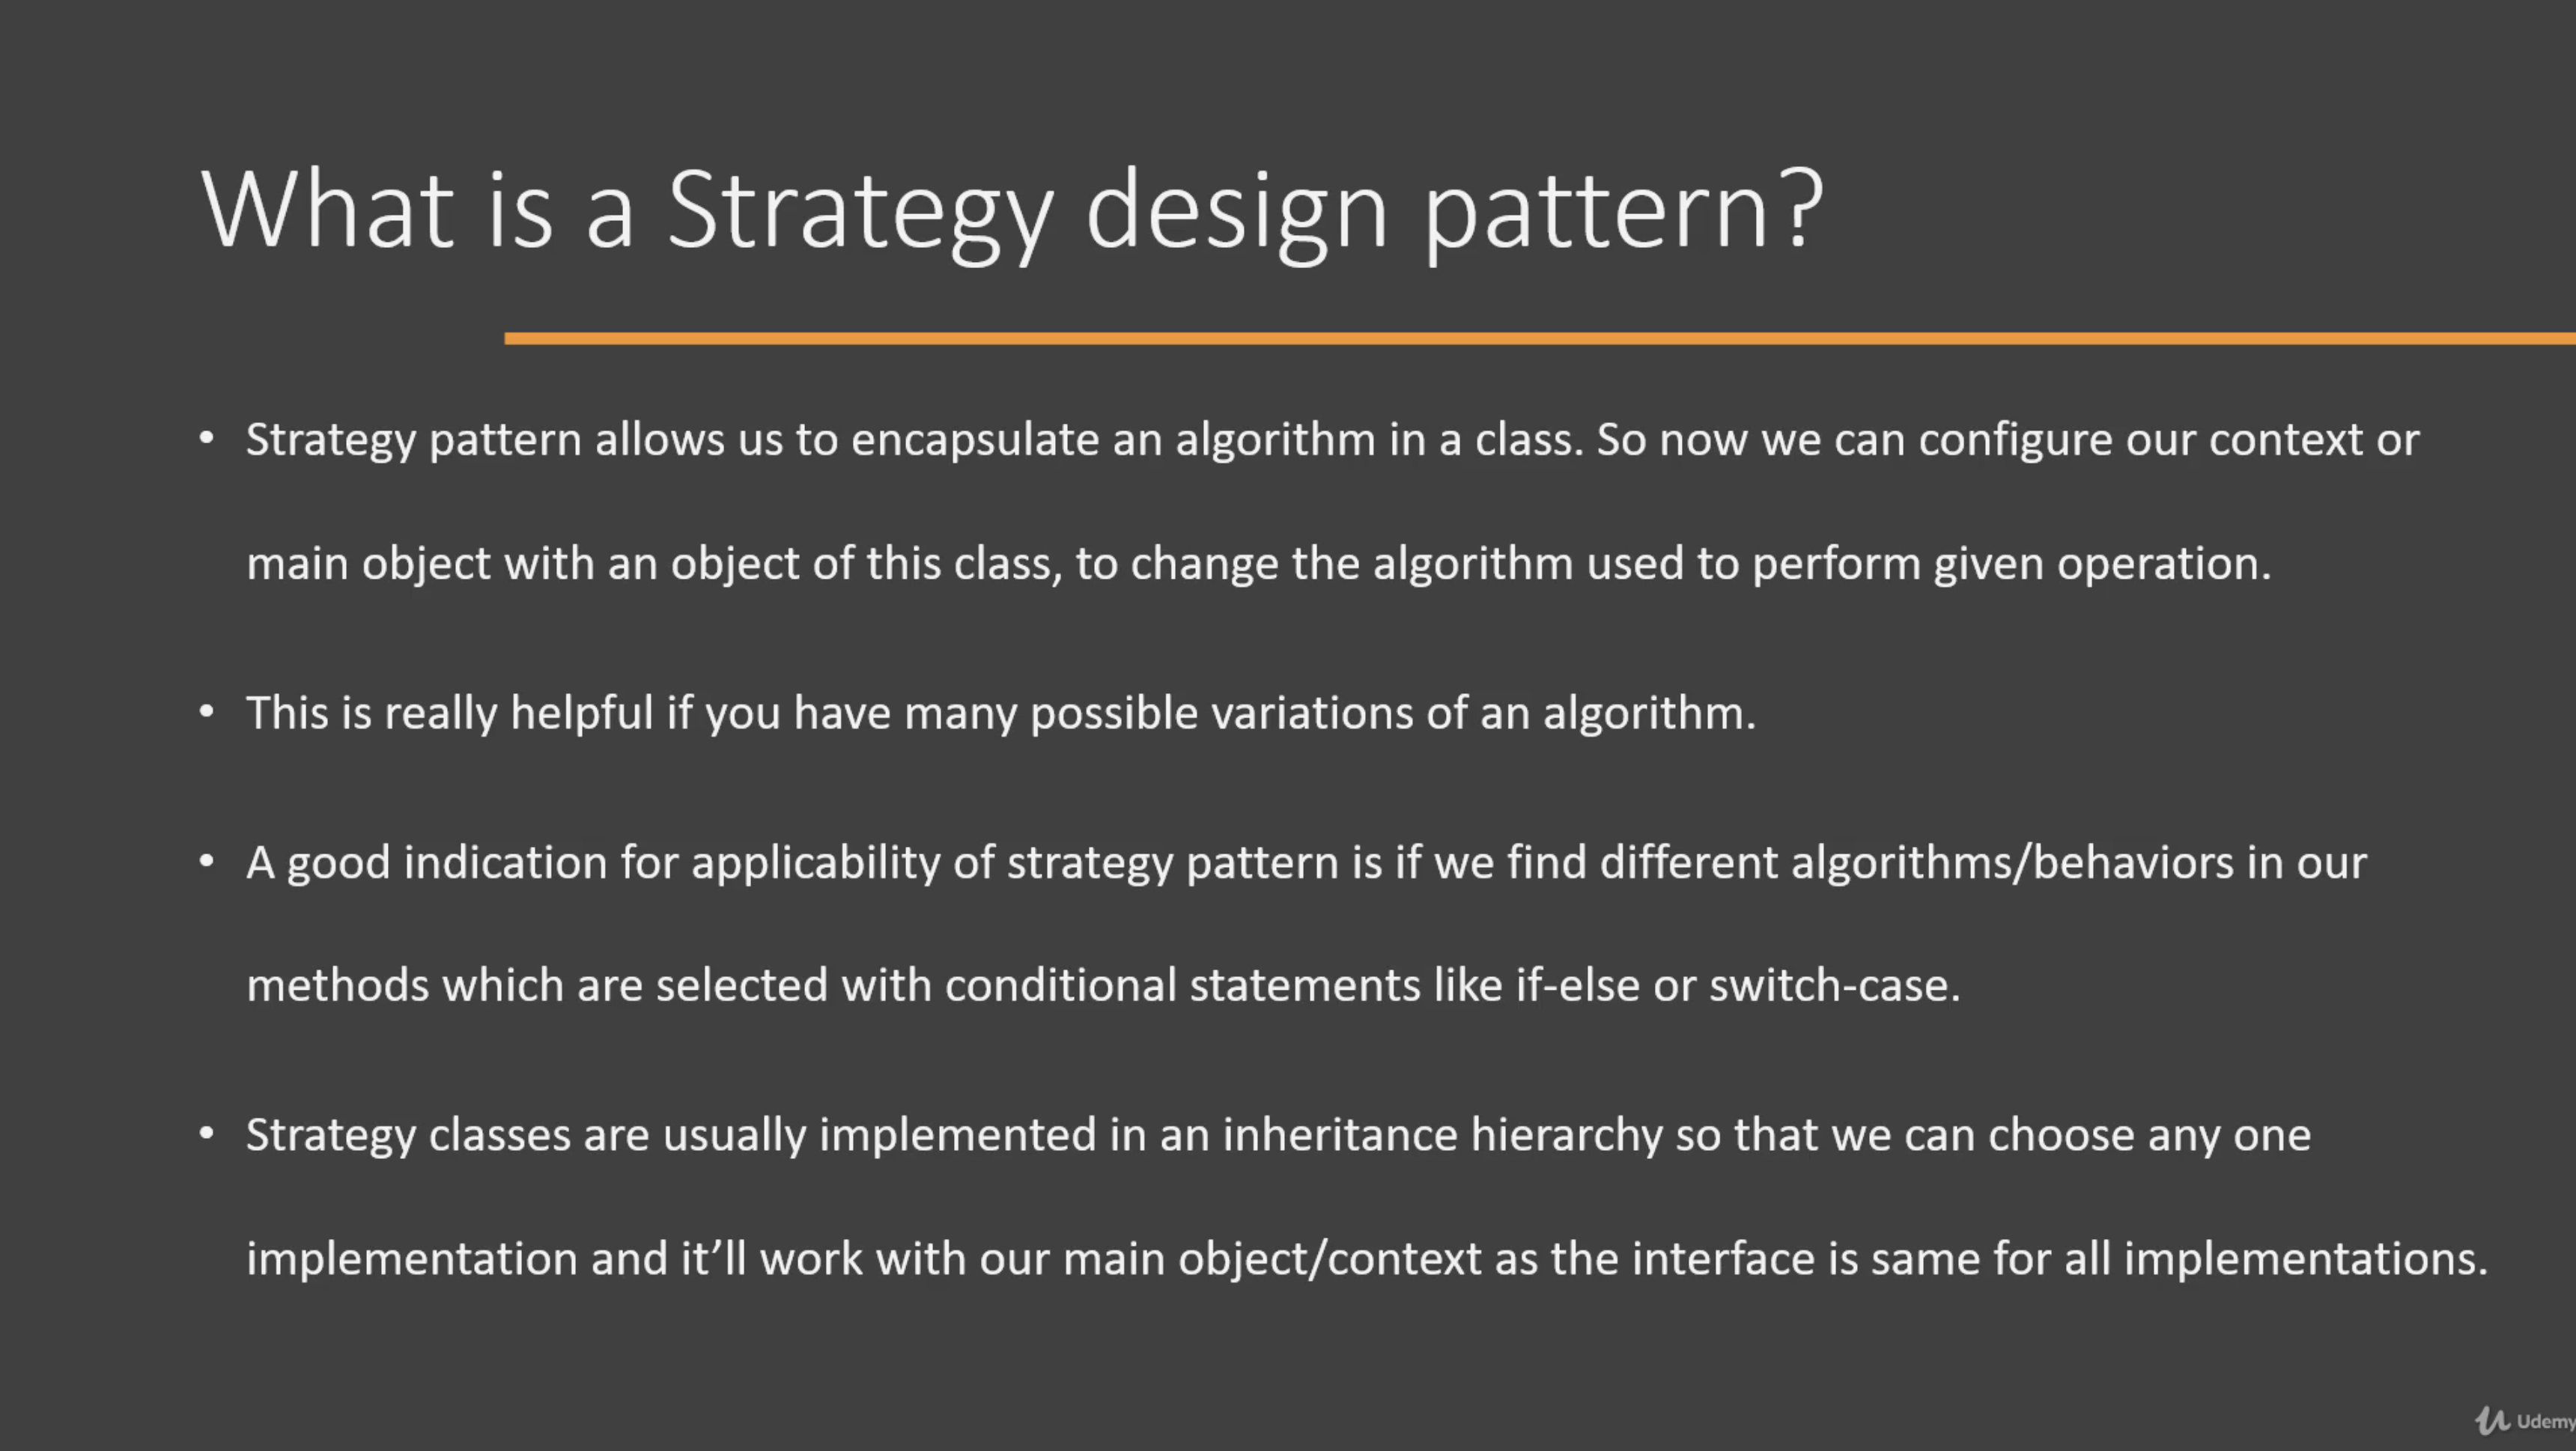 What is a Strategy design pattern?
• Strategy pattern allows us to encapsulate an algorithm in a class. So now we can configure our context or
main object with an object of this class, to change the algorithm used to perform given operation.
• This is really helpful if you have many possible variations of an algorithm.
• A good indication for applicability of strategy pattern is if we find different algorithms/behaviors in our
methods which are selected with conditional statements like if-else or switch-case.
• Strategy classes are usually implemented in an inheritance hierarchy so that we can choose any one
implementation and it’ll work with our main object/context as the interface is same for all implementations.
Udemy